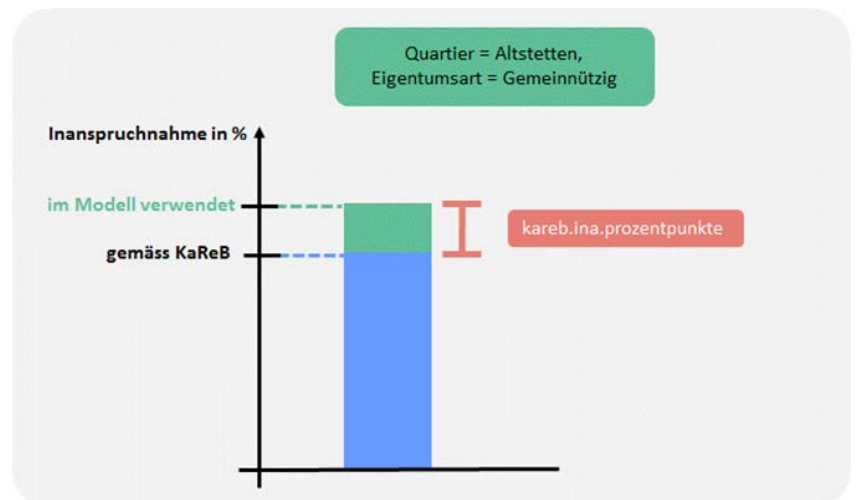 Quartier = Altstetten,
Eigentumsart = Gemeinnützig
Inanspruchnahme in %
im Modell verwendet
kareb.ina.prozentpunkte
gemäss KaReB